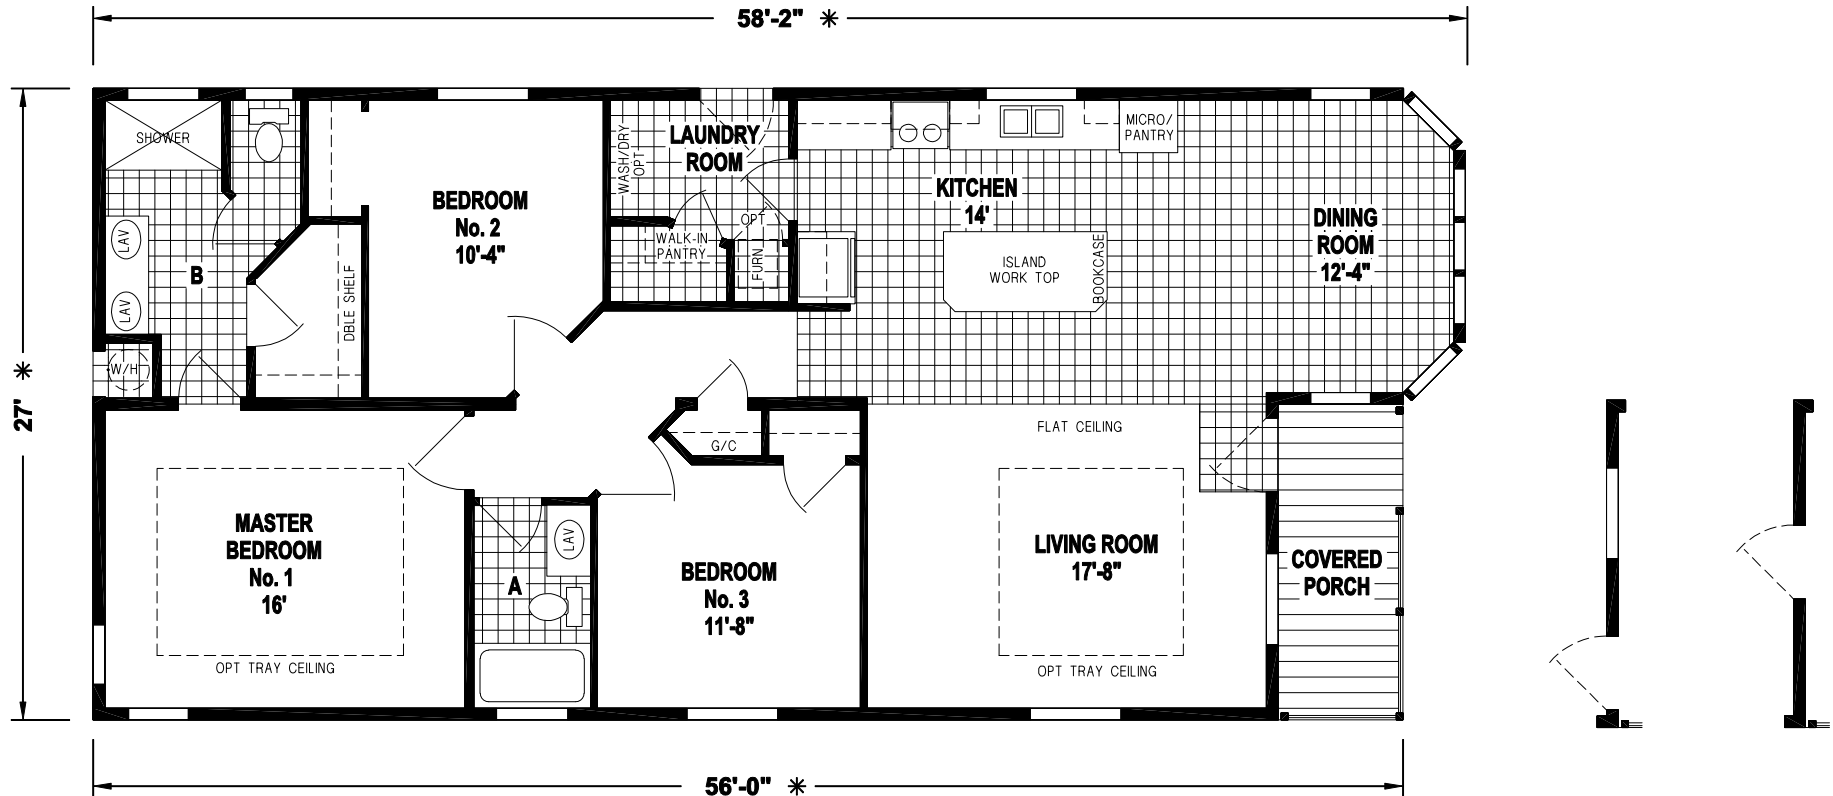 58'-2" ✳
27' ✳
SHOWER
LAV
LAV
B
W/H
DBLE SHELF
BEDROOM
No. 2
10'-4"
WASH/DRY
OPT
LAUNDRY
ROOM
WALK-IN
PANTRY
OPT
FURN
KITCHEN
14'
MICRO/
PANTRY
ISLAND
WORK TOP
BOOKCASE
DINING
ROOM
12'-4"
MASTER
BEDROOM
No. 1
16'
OPT TRAY CEILING
LAV
A
G/C
BEDROOM
No. 3
11'-8"
FLAT CEILING
LIVING ROOM
17'-8"
OPT TRAY CEILING
COVERED
PORCH
56'-0" ✳